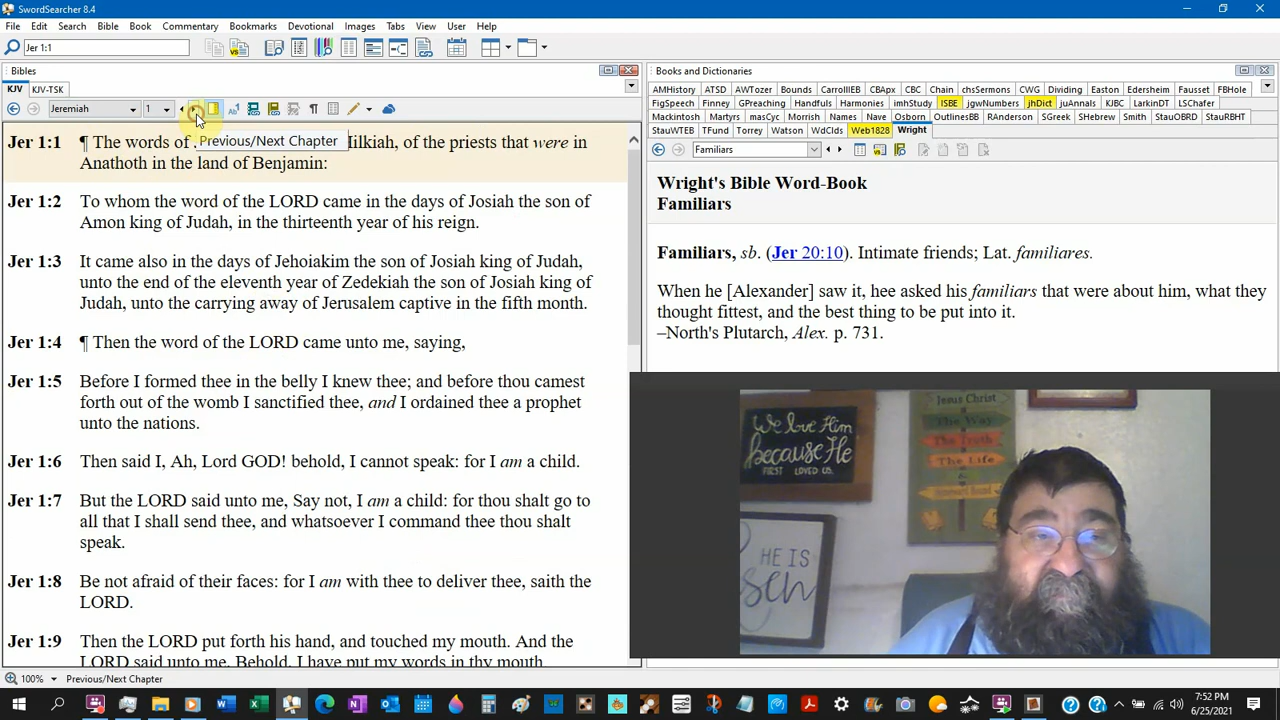 SwordSearcher 8.4
File Edit Search Bible Book Commentary Bookmarks Devotional Images Tabs View User Help
Jer 1:1
Bibles
KJV KJV-TSK
Jeremiah 1
Previous/Next Chapter
Jer 1:1 ¶ The words of Hilkiah, of the priests that were in
Anathoth in the land of Benjamin:
Jer 1:2 To whom the word of the LORD came in the days of Josiah the son of
Amon king of Judah, in the thirteenth year of his reign.
Jer 1:3 It came also in the days of Jehoiakim the son of Josiah king of Judah,
unto the end of the eleventh year of Zedekiah the son of Josiah king of
Judah, unto the carrying away of Jerusalem captive in the fifth month.
Jer 1:4 ¶ Then the word of the LORD came unto me, saying,
Jer 1:5 Before I formed thee in the belly I knew thee; and before thou camest
forth out of the womb I sanctified thee, and I ordained thee a prophet
unto the nations.
Jer 1:6 Then said I, Ah, Lord GOD! behold, I cannot speak: for I am a child.
Jer 1:7 But the LORD said unto me, Say not, I am a child: for thou shalt go to
all that I shall send thee, and whatsoever I command thee thou shalt
speak.
Jer 1:8 Be not afraid of their faces: for I am with thee to deliver thee, saith the
LORD.
Jer 1:9 Then the LORD put forth his hand, and touched my mouth. And the
LORD said unto me, Behold, I have put my words in thy mouth
100% Previous/Next Chapter
Books and Dictionaries
AMHistory ATSD AWTozer Bounds CarrollIEB CBApx Chain chsSermons CWG Dividing Easton Edersheim Fausset FBHole
FigSpeech Finney GPreaching Handfuls Harmonies imhStudy ISBE jgwNumbers jhDict juAnnals KJBC LarkinDT LSChafer
Mackintosh Martyrs masCyc Morrish Names Nave Osborn OutlinesBB RAnderson SGreek SHebrew Smith StauOBRD StauRBHT
StauWTEB TFund Torrey Watson WdClds Web1828 Wright
Familiars
Wright's Bible Word-Book
Familiars
Familiars, sb. (Jer 20:10). Intimate friends; Lat. familiares.
When he [Alexander] saw it, hee asked his familiars that were about him, what they
thought fittest, and the best thing to be put into it.
–North's Plutarch, Alex. p. 731.
We love Him
because He
FIRST LOVED US.
Jesus Christ
The Way
The Truth
The Life
HE IS
7:52 PM
6/25/2021